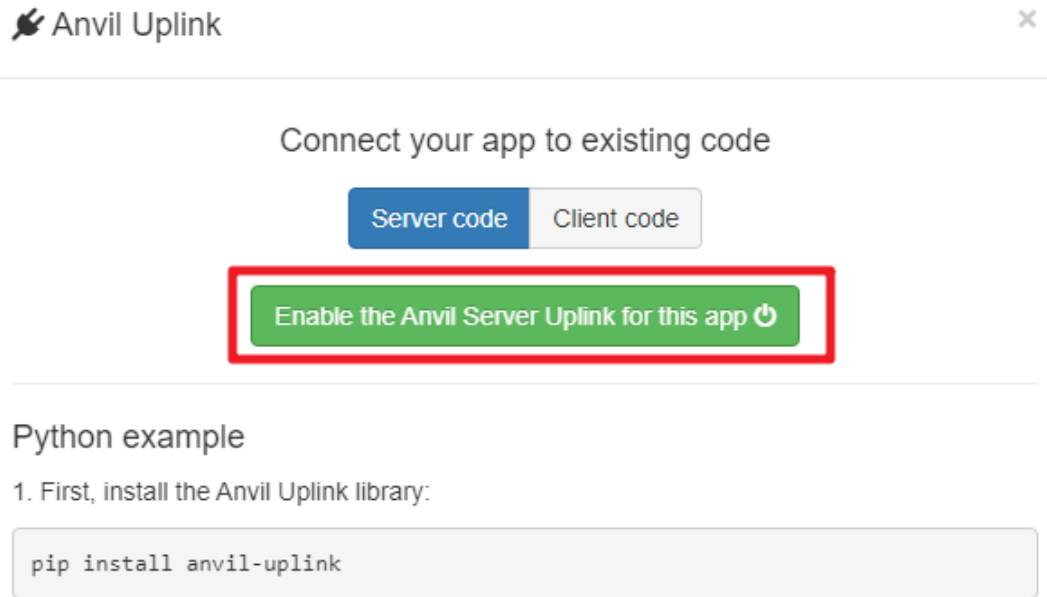 Anvil Uplink
×
Connect your app to existing code
Server code Client code
Enable the Anvil Server Uplink for this app
Python example
1. First, install the Anvil Uplink library:
pip install anvil-uplink